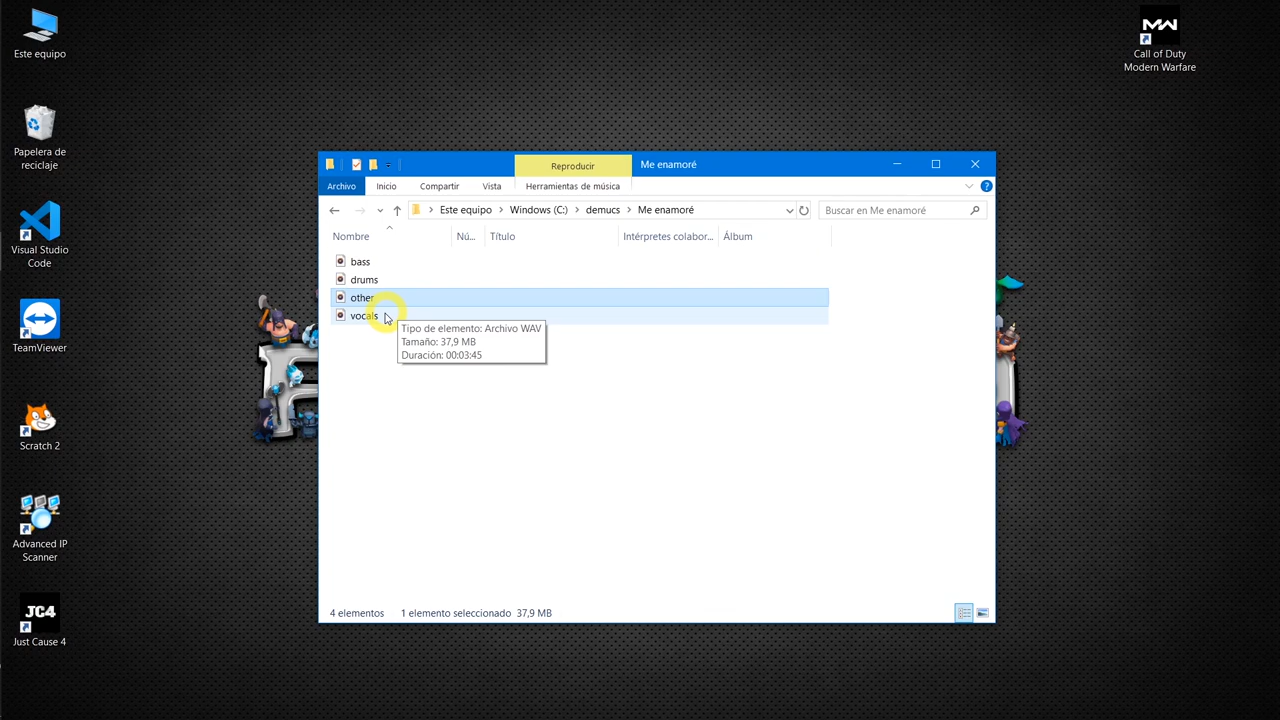 Este equipo
Papelera de
reciclaje
Visual Studio
Code
TeamViewer
Scratch 2
Advanced IP
Scanner
JC4
Just Cause 4
MW
Call of Duty
Modern Warfare
Reproducir
Me enamoré
Archivo
Inicio
Compartir
Vista
Herramientas de música
Este equipo > Windows (C:) > demucs > Me enamoré
Buscar en Me enamoré
Nombre
Nú...
Título
Intérpretes colabor...
Álbum
bass
drums
other
vocals
Tipo de elemento: Archivo WAV
Tamaño: 37,9 MB
Duración: 00:03:45
4 elementos
1 elemento seleccionado 37,9 MB